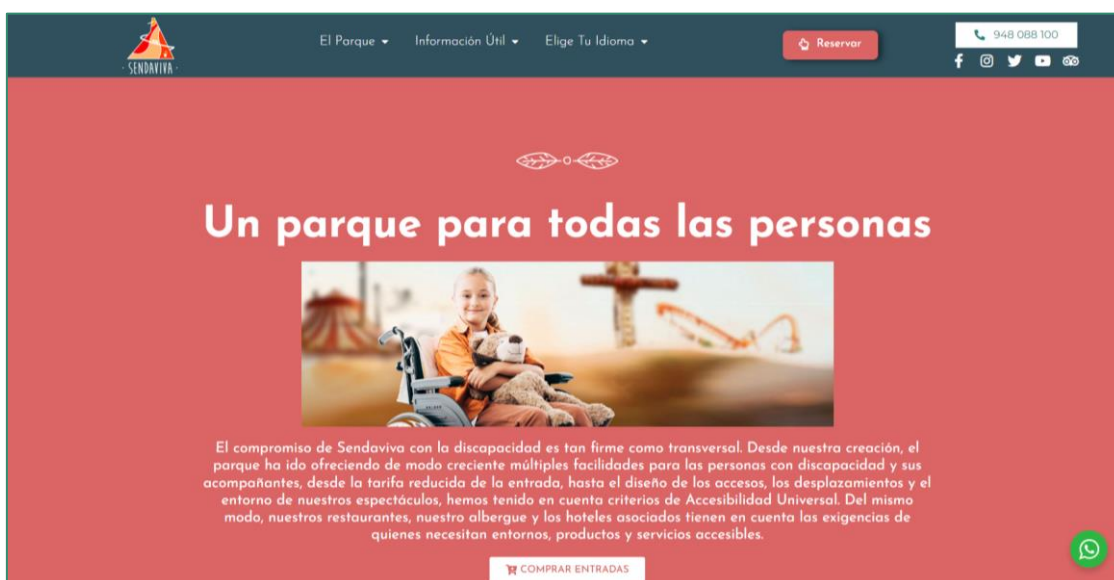 · SENDAVIVA ·
El Parque
Información Útil
Elige Tu Idioma
Reservar
948 088 100
Un parque para todas las personas
El compromiso de Sendaviva con la discapacidad es tan firme como transversal. Desde nuestra creación, el
parque ha ido ofreciendo de modo creciente múltiples facilidades para las personas con discapacidad y sus
acompañantes, desde la tarifa reducida de la entrada, hasta el diseño de los accesos, los desplazamientos y el
entorno de nuestros espectáculos, hemos tenido en cuenta criterios de Accesibilidad Universal. Del mismo
modo, nuestros restaurantes, nuestro albergue y los hoteles asociados tienen en cuenta las exigencias de
quienes necesitan entornos, productos y servicios accesibles.
COMPRAR ENTRADAS